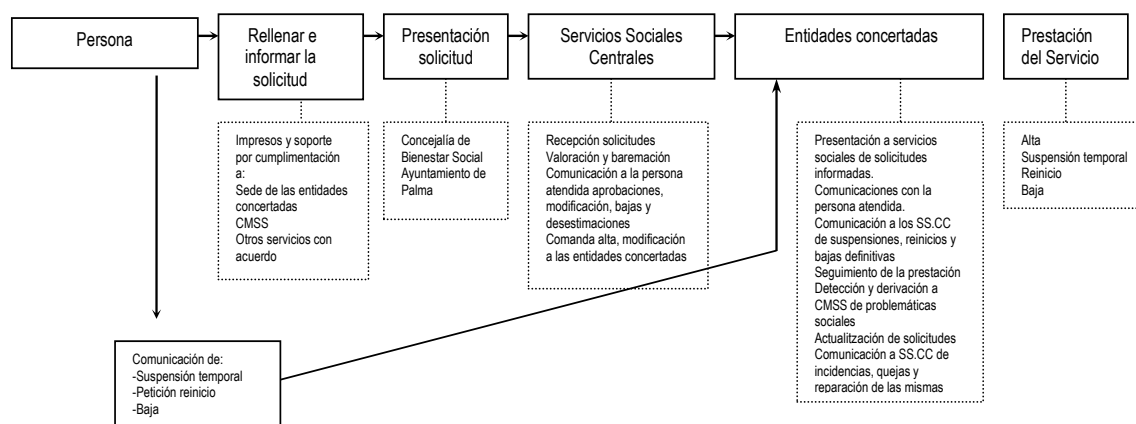 Persona
Rellenar e
informar la
solicitud
Presentación
solicitud
Servicios Sociales
Centrales
Entidades concertadas
Prestación
del Servicio
Impresos y soporte
por cumplimentación
a:
Sede de las entidades
concertadas
CMSS
Otros servicios con
acuerdo
Concejalía de
Bienestar Social
Ayuntamiento de
Palma
Recepción solicitudes
Valoración y baremación
Comunicación a la persona
atendida aprobaciones,
modificación, bajas y
desestimaciones
Comanda alta, modificación
a las entidades concertadas
Presentación a servicios
sociales de solicitudes
informadas.
Comunicaciones con la
persona atendida.
Comunicación a los SS.CC
de suspensiones, reinicios y
bajas definitivas
Seguimiento de la prestación
Detección y derivación a
CMSS de problemáticas
sociales
Actualitzación de solicitudes
Comunicación a SS.CC de
incidencias, quejas y
reparación de las mismas
Alta
Suspensión temporal
Reinicio
Baja
Comunicación de:
-Suspensión temporal
-Petición reinicio
-Baja